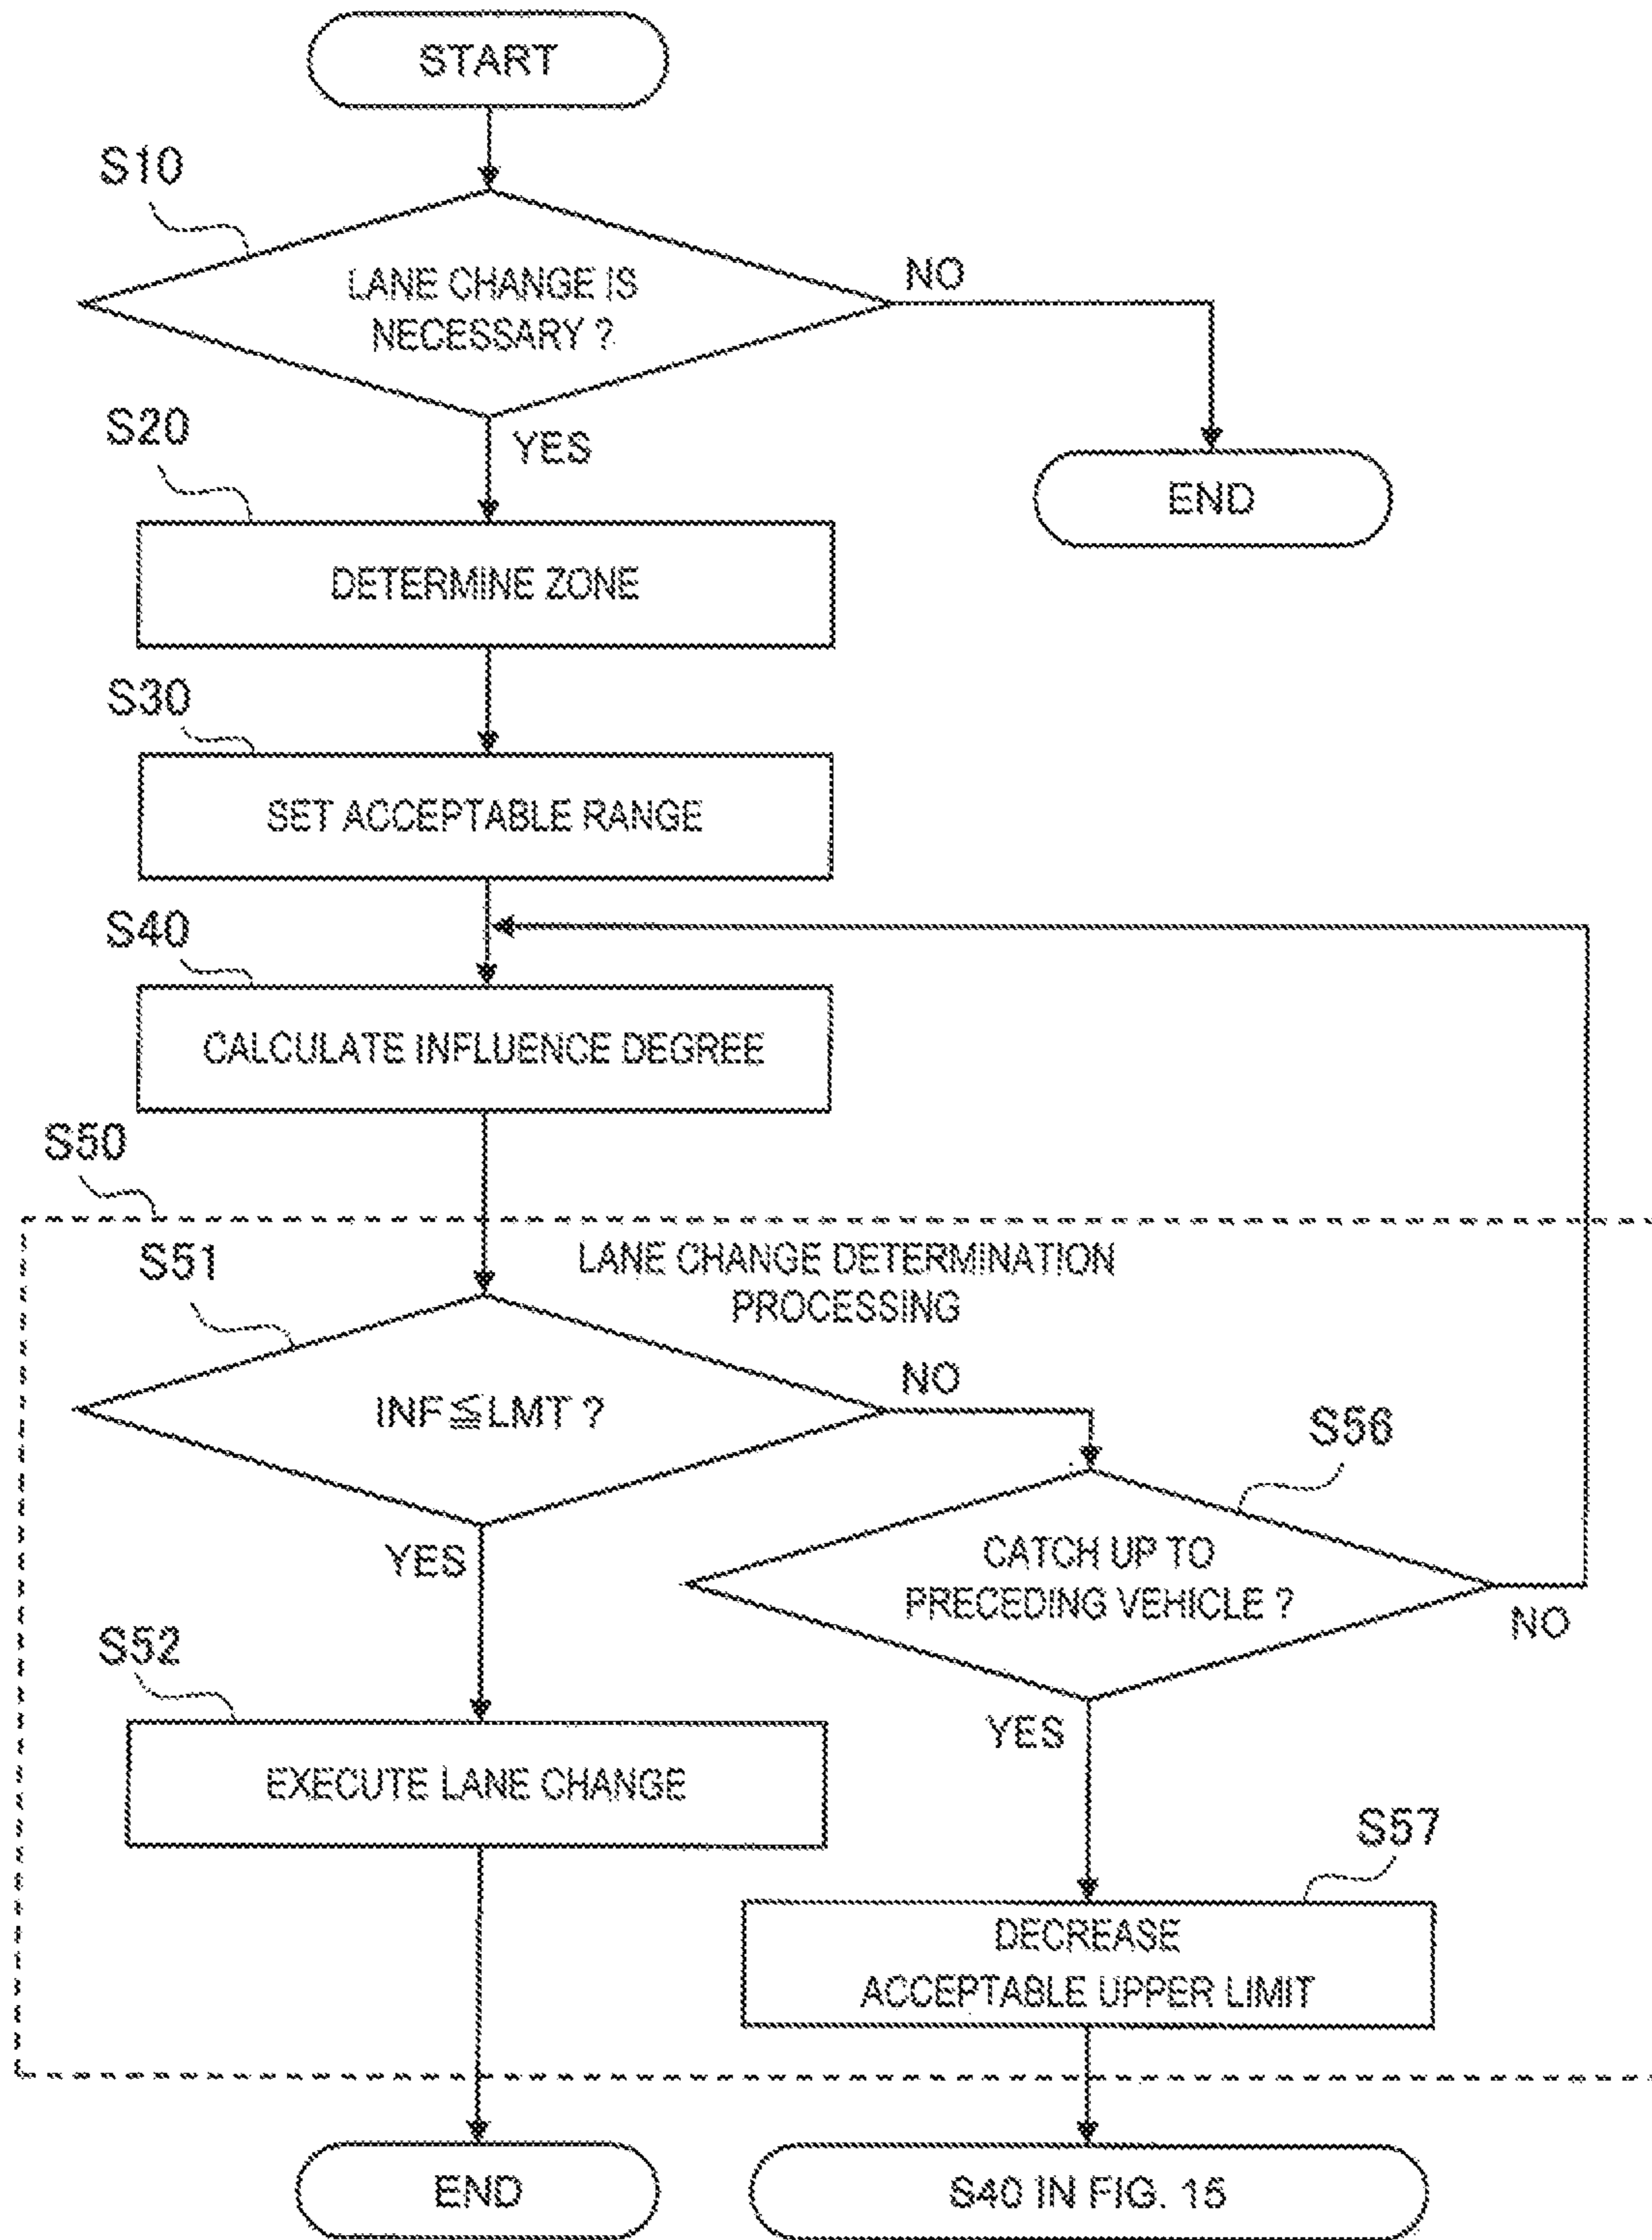 START
S10
LANE CHANGE IS
NECESSARY ?
NO
YES
END
S20
DETERMINE ZONE
S30
SET ACCEPTABLE RANGE
S40
CALCULATE INFLUENCE DEGREE
S50
LANE CHANGE DETERMINATION
PROCESSING
S51
INF≦LMT ?
NO
YES
S56
CATCH UP TO
PRECEDING VEHICLE ?
NO
YES
S52
EXECUTE LANE CHANGE
S57
DECREASE
ACCEPTABLE UPPER LIMIT
END
S40 IN FIG. 15